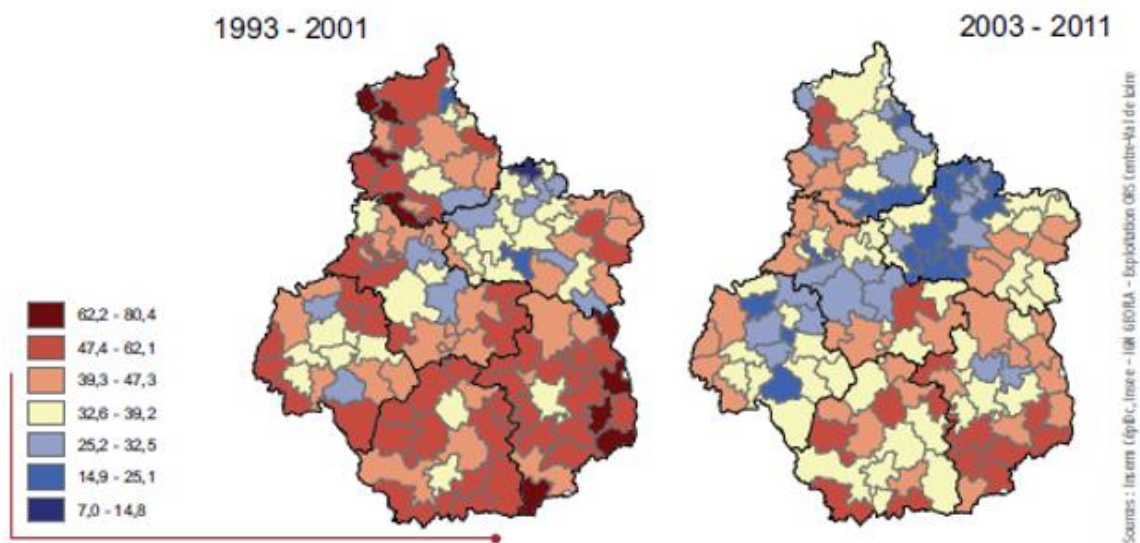 1993 - 2001
2003 - 2011
62,2 - 80,4
47,4 - 62,1
39,3 - 47,3
32,6 - 39,2
25,2 - 32,5
14,9 - 25,1
7,0 - 14,8
Sources : Inserm CépiDc, Insee - IGN GEOFLA - Exploitation ORS Centre-Val de Loire